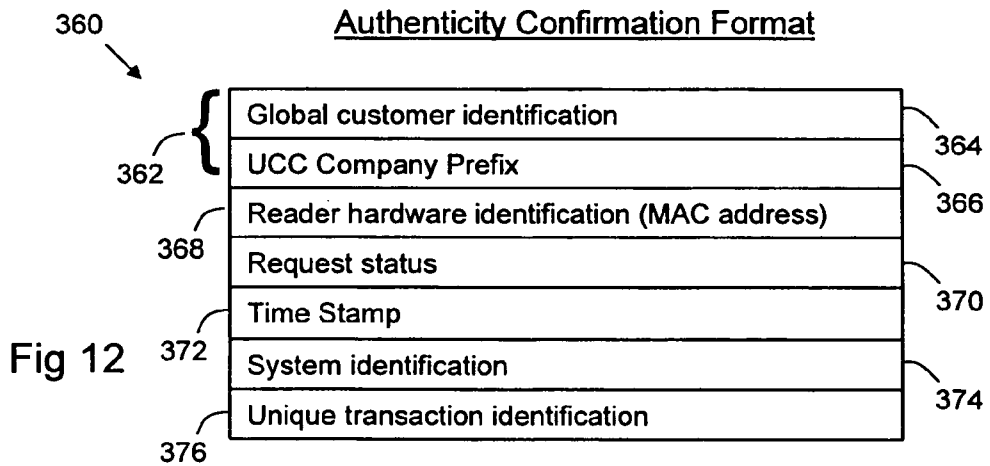 360
Authenticity Confirmation Format
Global customer identification
364
362
UCC Company Prefix
366
Reader hardware identification (MAC address)
368
Request status
370
Time Stamp
372
Fig 12
System identification
374
Unique transaction identification
376